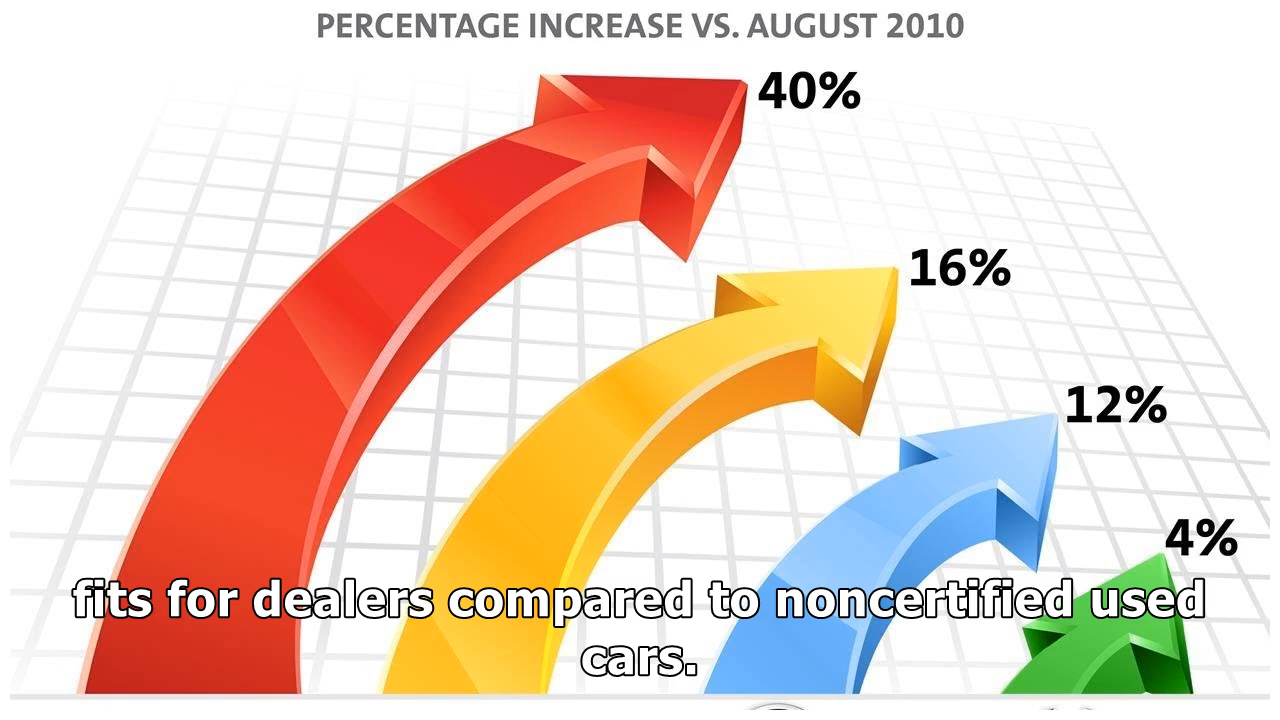 PERCENTAGE INCREASE VS. AUGUST 2010
40%
16%
12%
4%
fits for dealers compared to noncertified used
cars.